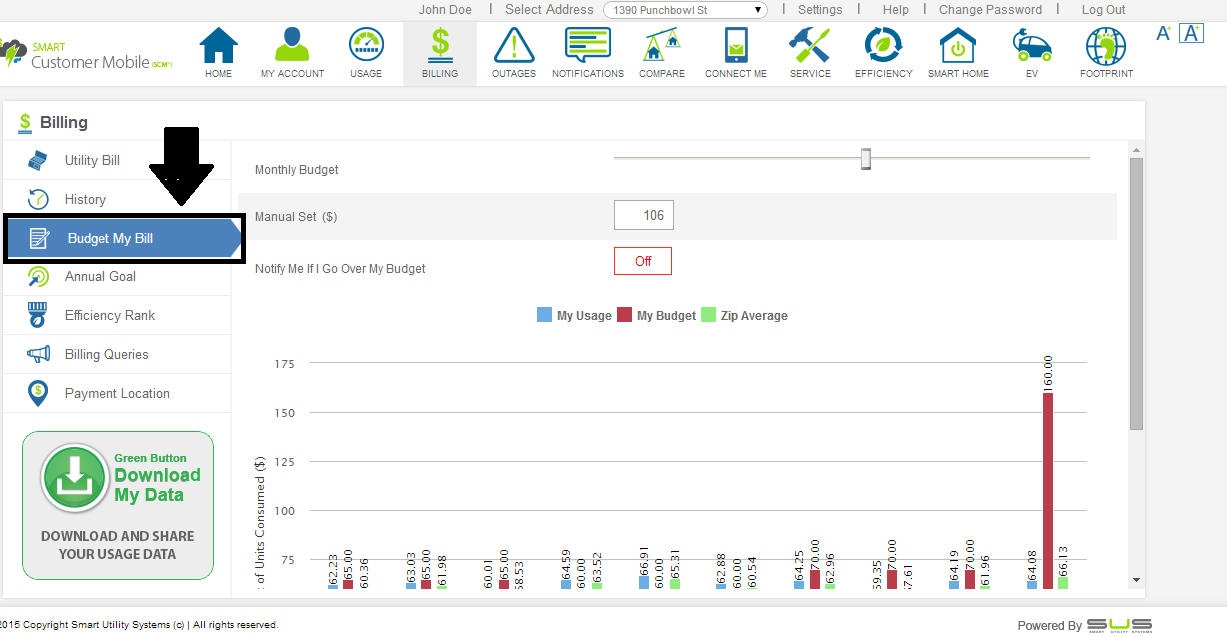 John Doe | Select Address 1390 Punchbowl St | Settings | Help | Change Password | Log Out
SMART
Customer Mobile (SCM®)
A+ A+
HOME MY ACCOUNT USAGE BILLING OUTAGES NOTIFICATIONS COMPARE CONNECT ME SERVICE EFFICIENCY SMART HOME EV FOOTPRINT
$ Billing
Utility Bill
History
Budget My Bill
Annual Goal
Efficiency Rank
Billing Queries
Payment Location
Green Button
Download
My Data
DOWNLOAD AND SHARE
YOUR USAGE DATA
Monthly Budget
Manual Set ($) 106
Notify Me If I Go Over My Budget Off
My Usage My Budget Zip Average
175
150
125
100
75
of Units Consumed ($)
62.23 65.00 60.36
63.03 65.00 61.98
60.01 65.00 58.53
64.59 60.00 63.52
66.91 60.00 65.31
62.88 60.00 60.54
64.25 70.00 62.96
59.35 70.00 57.61
64.19 70.00 61.96
64.08 160.00 66.13
2015 Copyright Smart Utility Systems (c) | All rights reserved.
Powered By SUS
SMART UTILITY SYSTEMS